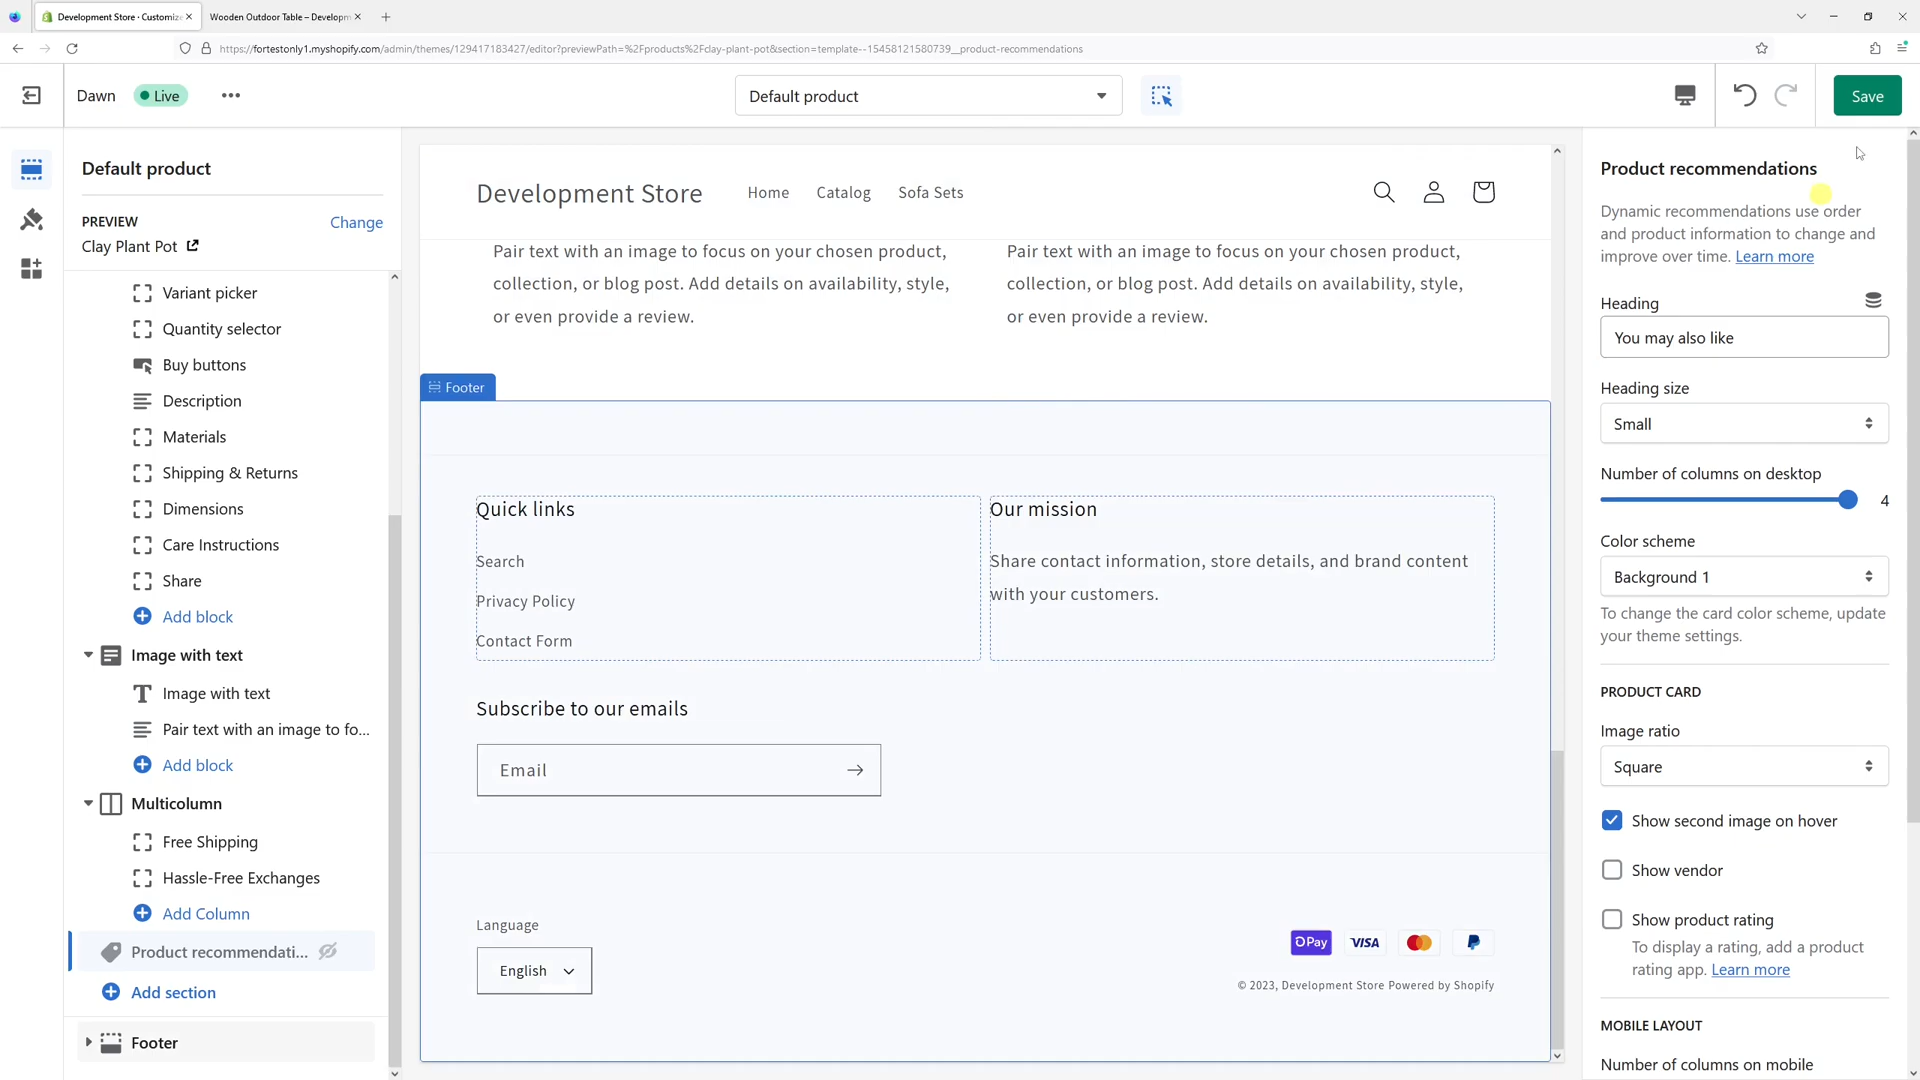 Development Store · Customize
Wooden Outdoor Table – Developm
https://fortestonly1.myshopify.com/admin/themes/129417183427/editor?previewPath=%2Fproducts%2Fclay-plant-pot&section=template--15458121580739__product-recommendations
Dawn
Live
Default product
Save
Default product
PREVIEW
Change
Clay Plant Pot
Variant picker
Quantity selector
Buy buttons
Description
Materials
Shipping & Returns
Dimensions
Care Instructions
Share
Add block
Image with text
Image with text
Pair text with an image to fo...
Add block
Multicolumn
Free Shipping
Hassle-Free Exchanges
Add Column
Product recommendati...
Add section
Footer
Development Store
Home
Catalog
Sofa Sets
Pair text with an image to focus on your chosen product,
collection, or blog post. Add details on availability, style,
or even provide a review.
Pair text with an image to focus on your chosen product,
collection, or blog post. Add details on availability, style,
or even provide a review.
Footer
Quick links
Search
Privacy Policy
Contact Form
Our mission
Share contact information, store details, and brand content
with your customers.
Subscribe to our emails
Email
Language
English
Pay
VISA
© 2023, Development Store Powered by Shopify
Product recommendations
Dynamic recommendations use order
and product information to change and
improve over time. Learn more
Heading
You may also like
Heading size
Small
Number of columns on desktop
4
Color scheme
Background 1
To change the card color scheme, update
your theme settings.
PRODUCT CARD
Image ratio
Square
Show second image on hover
Show vendor
Show product rating
To display a rating, add a product
rating app. Learn more
MOBILE LAYOUT
Number of columns on mobile